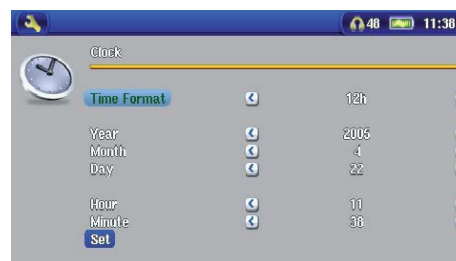 48 11:38
Clock
Time Format 12h
Year 2005
Month 4
Day 22
Hour 11
Minute 38
Set